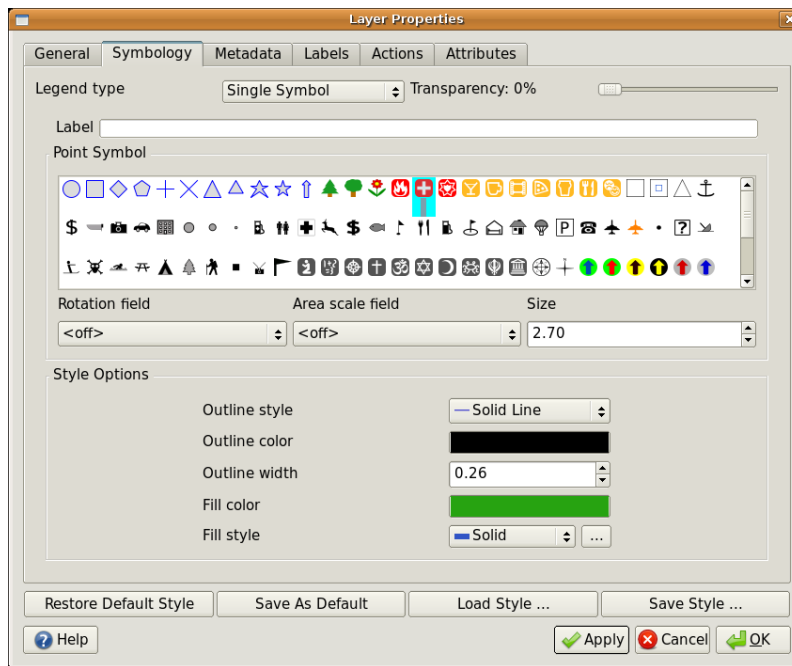 Layer Properties
General Symbology Metadata Labels Actions Attributes
Legend type Single Symbol Transparency: 0%
Label
Point Symbol
Rotation field Area scale field Size
<off> <off> 2.70
Style Options
Outline style Solid Line
Outline color
Outline width 0.26
Fill color
Fill style Solid ...
Restore Default Style Save As Default Load Style ... Save Style ...
Help Apply Cancel OK